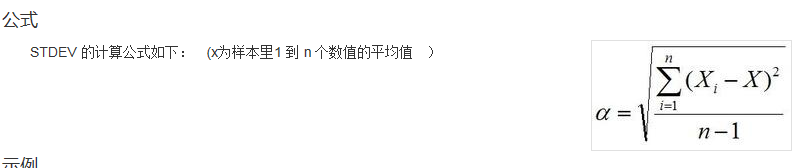 公式
STDEV 的计算公式如下： (x为样本里1 到 n 个数值的平均值 ）
α = √(∑_{i=1}^{n} (X_i − X)^2 / (n−1))
示例